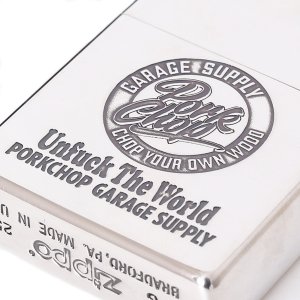 GARAGE SUPPLY
Pork
Chop
CHOP YOUR OWN WOOD
Unfuck The World
PORKCHOP GARAGE SUPPLY
zippo
BRADFORD, PA. MADE IN U